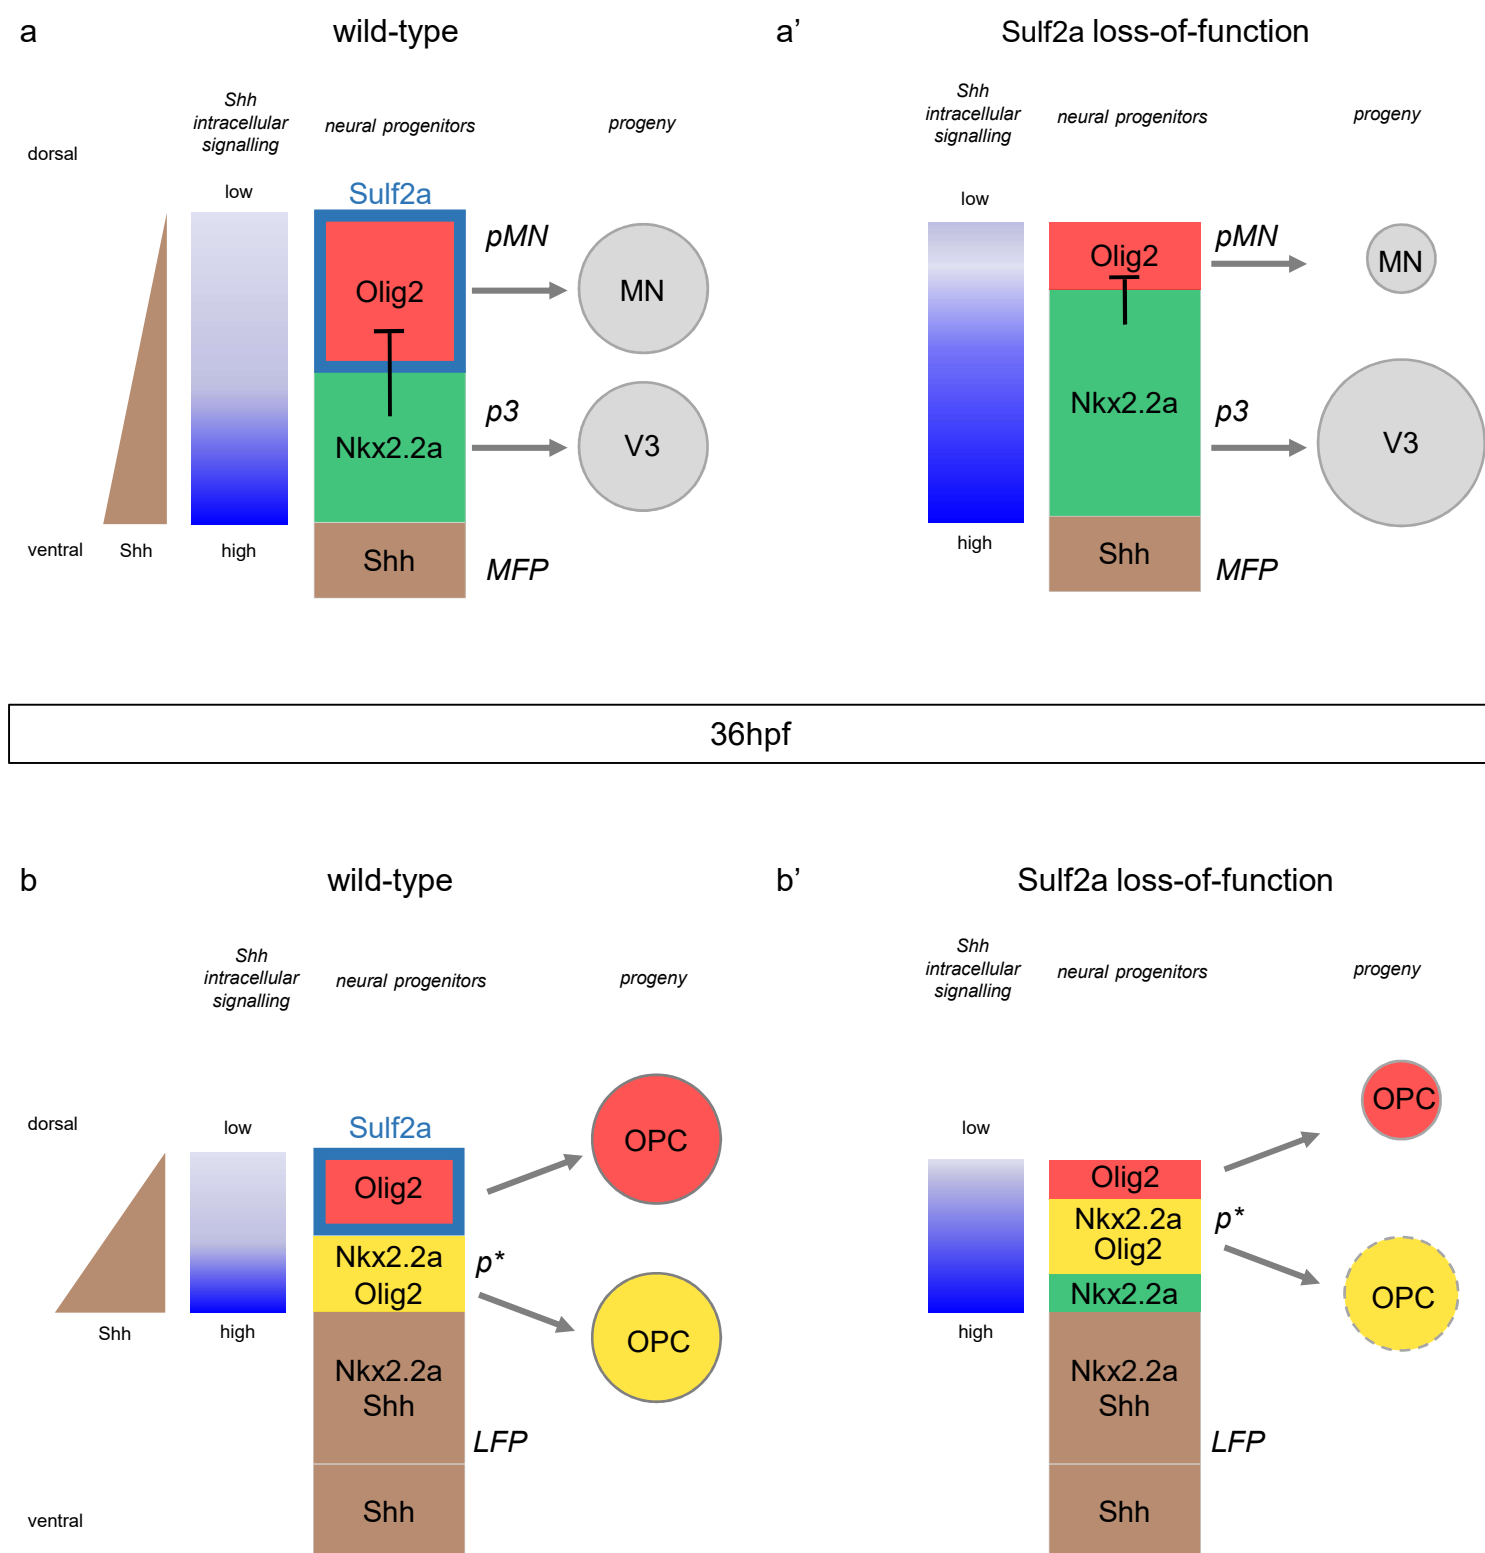 a
wild-type
Shh
intracellular
signalling
neural progenitors
progeny
dorsal
low
Sulf2a
pMN
Olig2
MN
p3
Nkx2.2a
V3
ventral
Shh
high
Shh
MFP
a’
Sulf2a loss-of-function
Shh
intracellular
signalling
neural progenitors
progeny
low
pMN
Olig2
MN
Nkx2.2a
p3
V3
high
Shh
MFP
36hpf
b
wild-type
Shh
intracellular
signalling
neural progenitors
progeny
dorsal
low
Sulf2a
OPC
Olig2
Nkx2.2a
p*
Olig2
Shh
high
OPC
Nkx2.2a
Shh
LFP
Shh
ventral
b’
Sulf2a loss-of-function
Shh
intracellular
signalling
neural progenitors
progeny
low
OPC
Olig2
Nkx2.2a
p*
Olig2
Nkx2.2a
OPC
high
Nkx2.2a
Shh
LFP
Shh